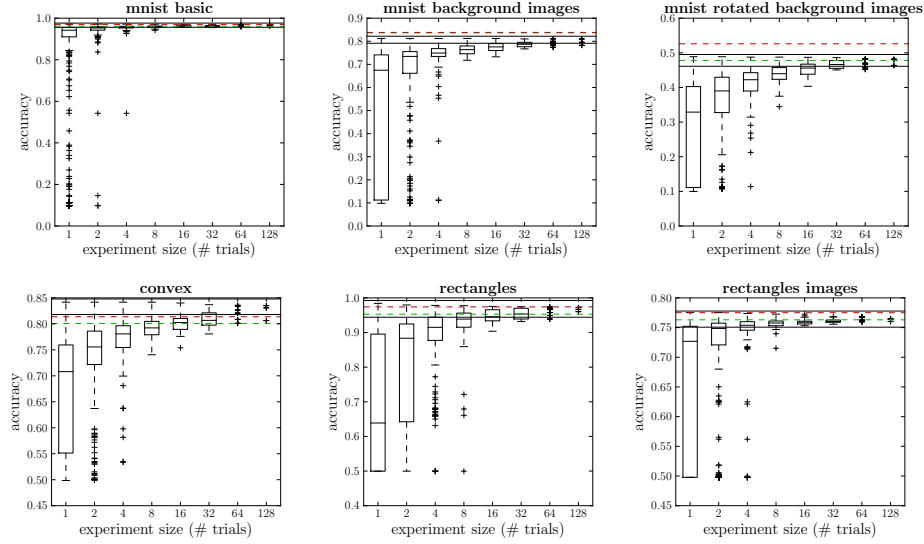 mnist basic
mnist background images
mnist rotated background images
1.0
0.8
0.6
0.4
0.2
0.0
accuracy
0.9
0.8
0.7
0.6
0.5
0.4
0.3
0.2
0.1
0.0
accuracy
0.6
0.5
0.4
0.3
0.2
0.1
0.0
accuracy
1 2 4 8 16 32 64 128
1 2 4 8 16 32 64 128
1 2 4 8 16 32 64 128
experiment size (# trials)
experiment size (# trials)
experiment size (# trials)
convex
rectangles
rectangles images
0.85
0.80
0.75
0.70
0.65
0.60
0.55
0.50
0.45
accuracy
1.0
0.9
0.8
0.7
0.6
0.5
0.4
accuracy
0.80
0.75
0.70
0.65
0.60
0.55
0.50
0.45
accuracy
1 2 4 8 16 32 64 128
1 2 4 8 16 32 64 128
1 2 4 8 16 32 64 128
experiment size (# trials)
experiment size (# trials)
experiment size (# trials)